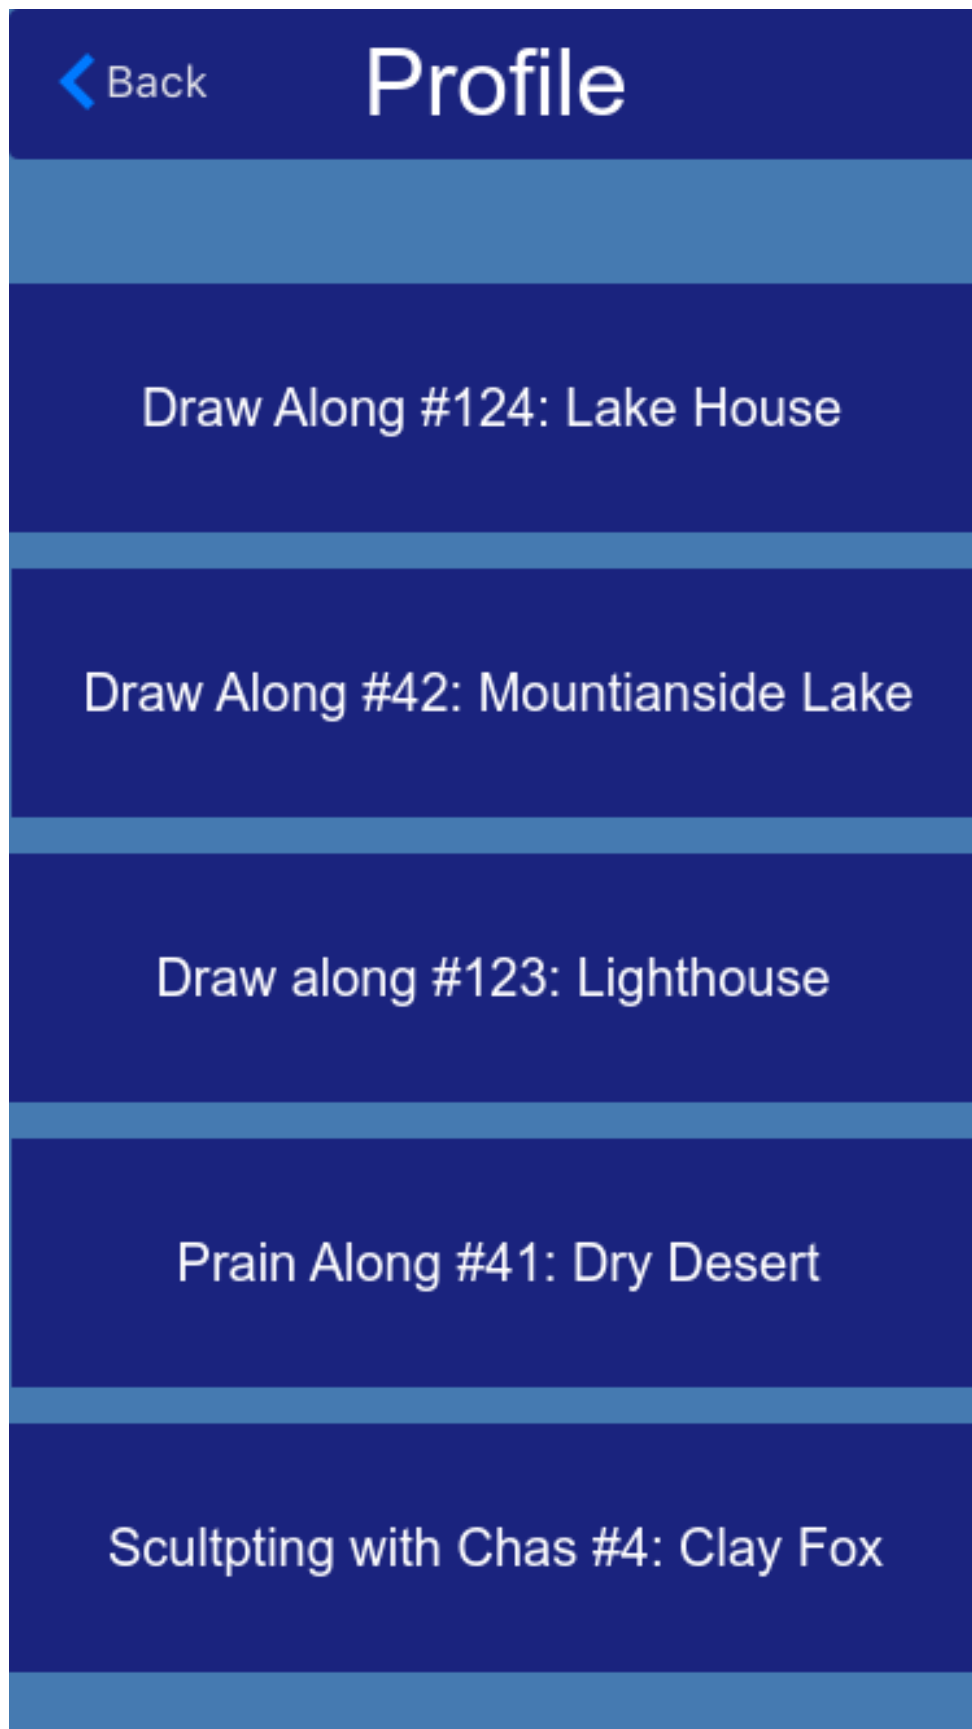 Back
Profile
Draw Along #124: Lake House
Draw Along #42: Mountianside Lake
Draw along #123: Lighthouse
Prain Along #41: Dry Desert
Scultpting with Chas #4: Clay Fox